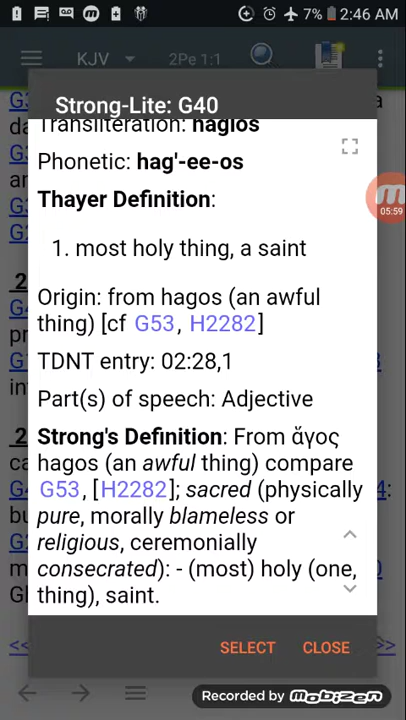 7% 2:46 AM
KJV 2Pe 1:1
Strong-Lite: G40
Transliteration: hagios
Phonetic: hag'-ee-os
Thayer Definition:
1. most holy thing, a saint
Origin: from hagos (an awful
thing) [cf G53, H2282]
TDNT entry: 02:28,1
Part(s) of speech: Adjective
Strong's Definition: From ἅγος
hagos (an awful thing) compare
G53, [H2282]; sacred (physically
pure, morally blameless or
religious, ceremonially
consecrated): - (most) holy (one,
thing), saint.
SELECT CLOSE
05:59
Recorded by Mobizen